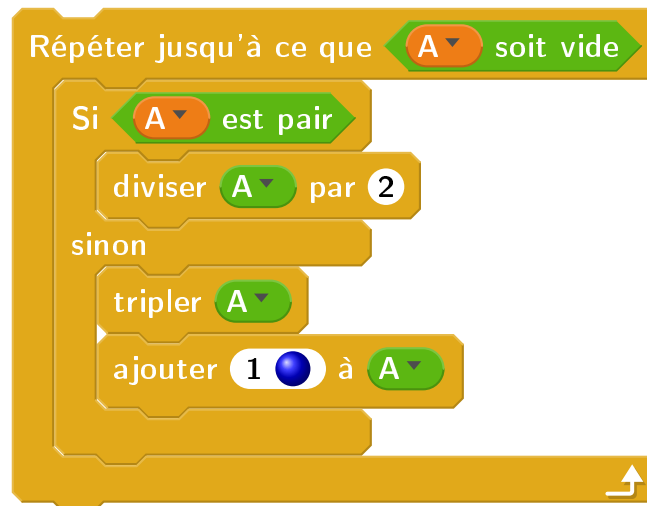 Répéter jusqu'à ce que A soit vide
Si A est pair
diviser A par 2
sinon
tripler A
ajouter 1 à A